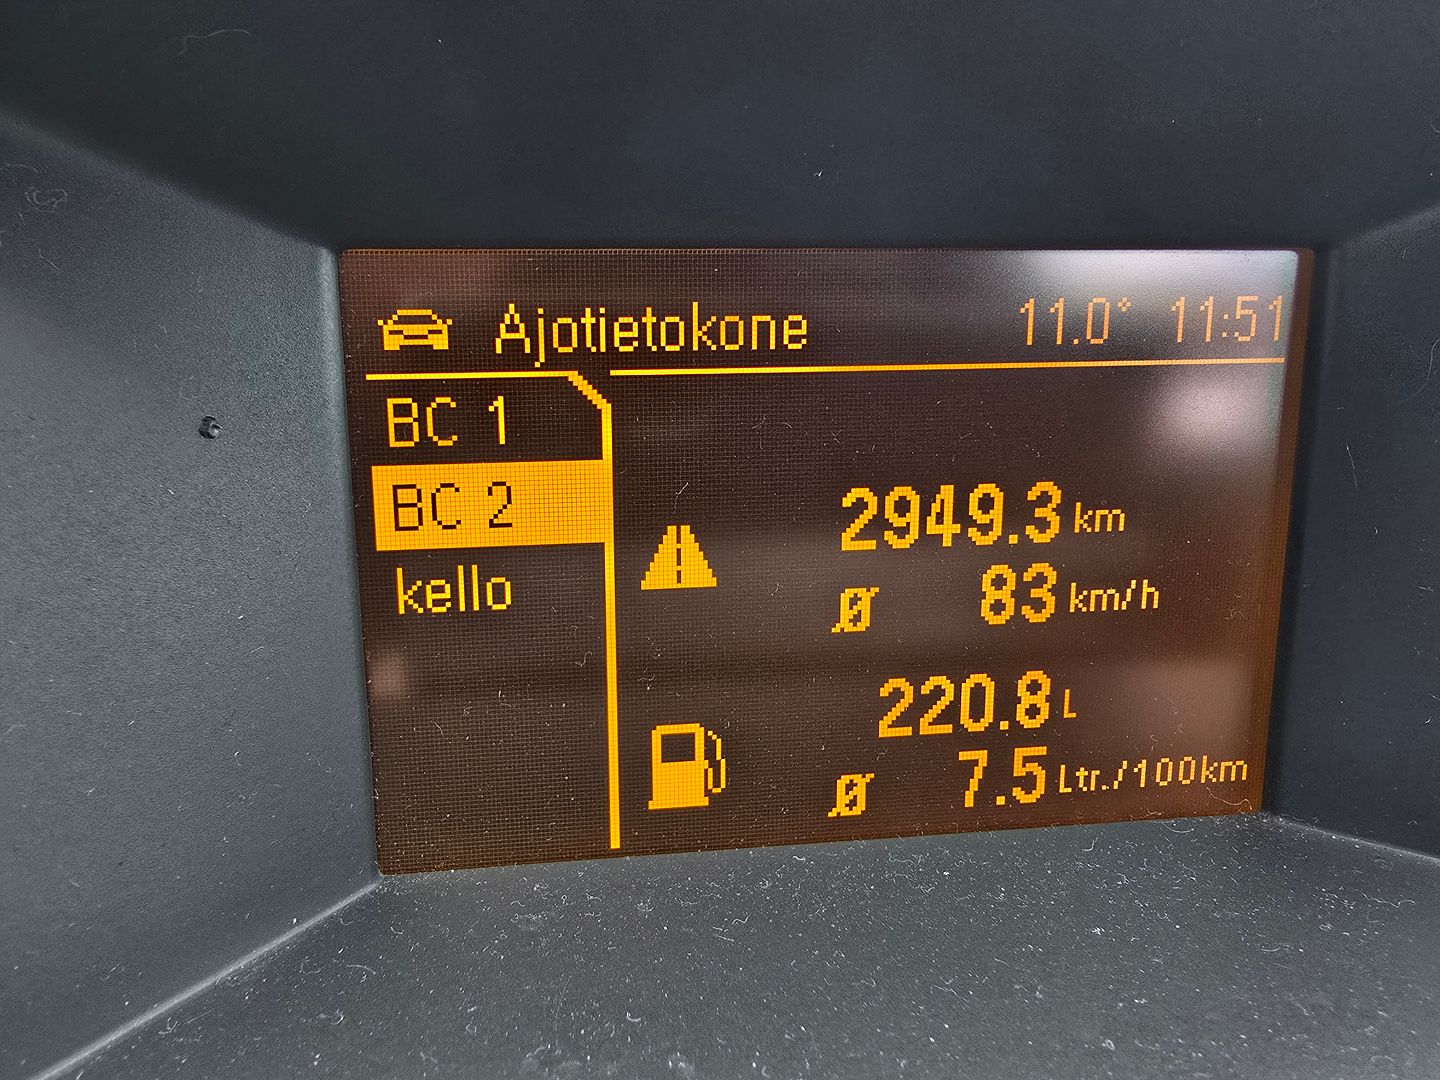 Ajotietokone 11.0° 11:51
BC 1
BC 2
kello
2949.3 km
Ø 83 km/h
220.8 L
Ø 7.5 Ltr./100km